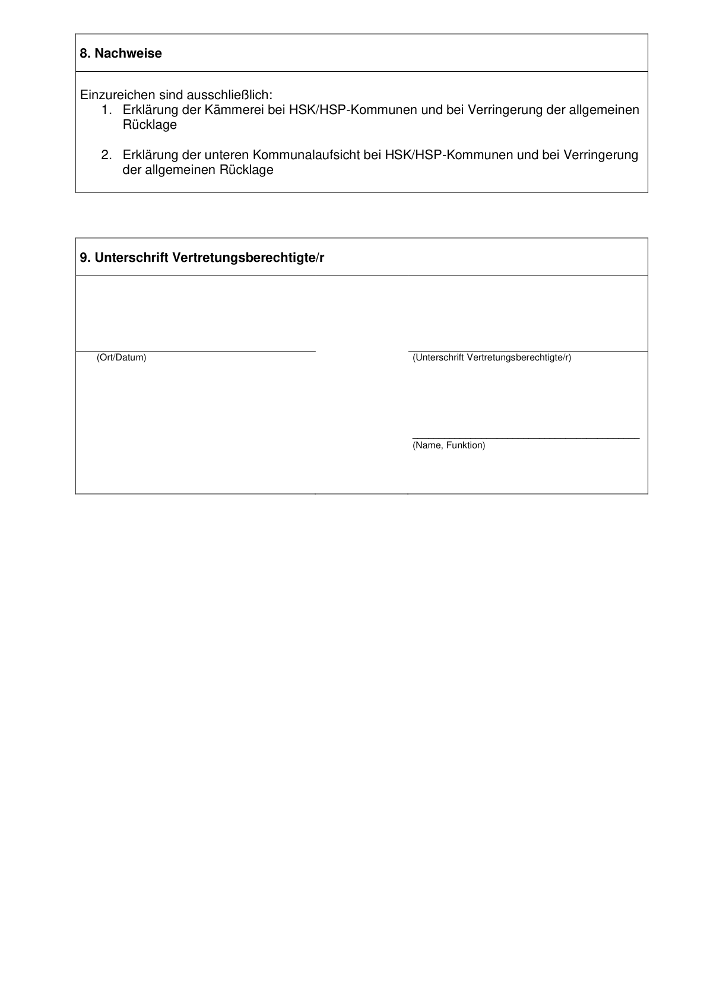 8. Nachweise
Einzureichen sind ausschließlich:
1. Erklärung der Kämmerei bei HSK/HSP-Kommunen und bei Verringerung der allgemeinen
Rücklage
2. Erklärung der unteren Kommunalaufsicht bei HSK/HSP-Kommunen und bei Verringerung
der allgemeinen Rücklage
9. Unterschrift Vertretungsberechtigte/r
(Ort/Datum)
(Unterschrift Vertretungsberechtigte/r)
(Name, Funktion)